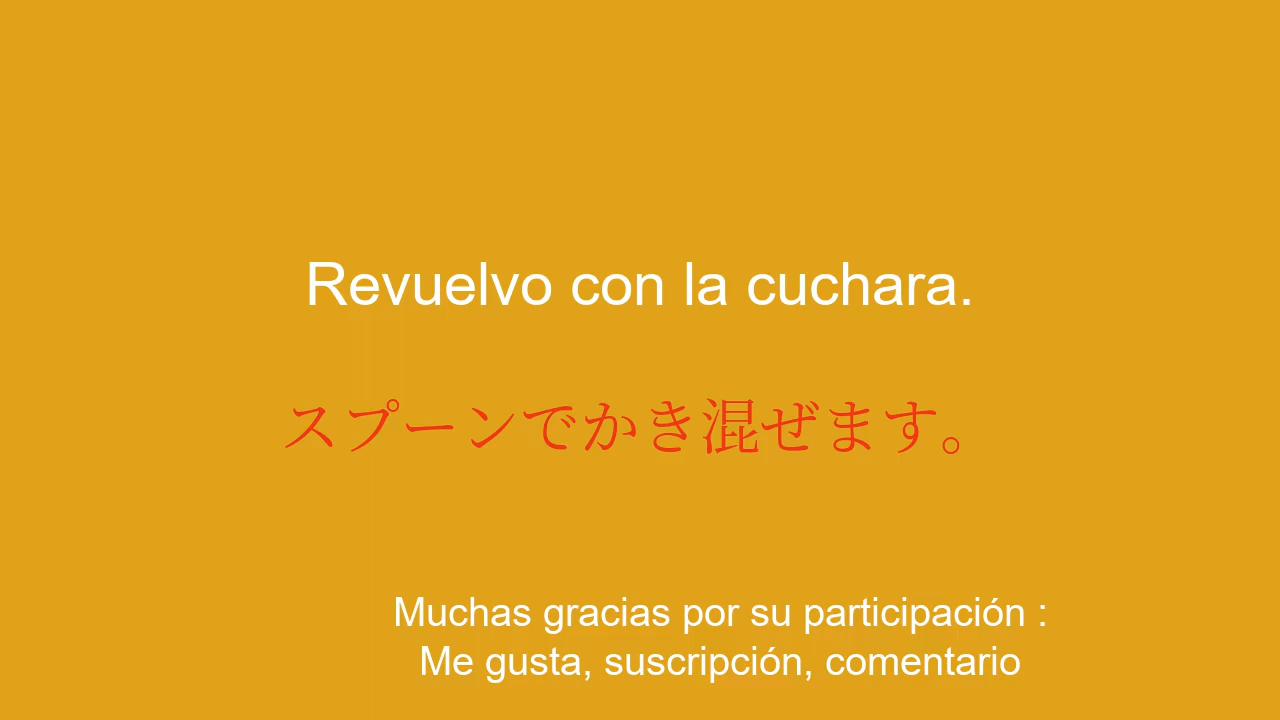 Revuelvo con la cuchara.
スプーンでかき混ぜます。
Muchas gracias por su participación :
Me gusta, suscripción, comentario